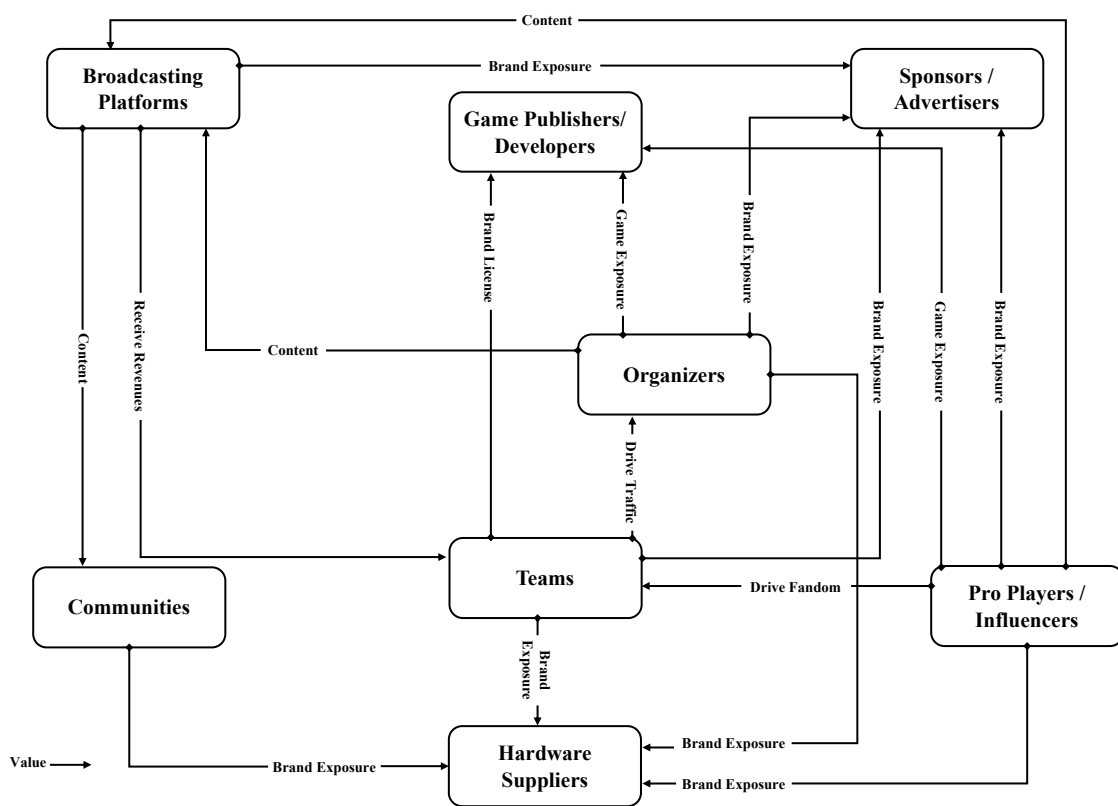 Content
Broadcasting
Platforms
Brand Exposure
Sponsors /
Advertisers
Game Publishers/
Developers
Brand License
Game Exposure
Brand Exposure
Content
Receive Revenues
Content
Organizers
Brand Exposure
Game Exposure
Brand Exposure
Drive Traffic
Communities
Teams
Drive Fandom
Pro Players /
Influencers
Brand
Exposure
Hardware
Suppliers
Brand Exposure
Value
Brand Exposure
Brand Exposure